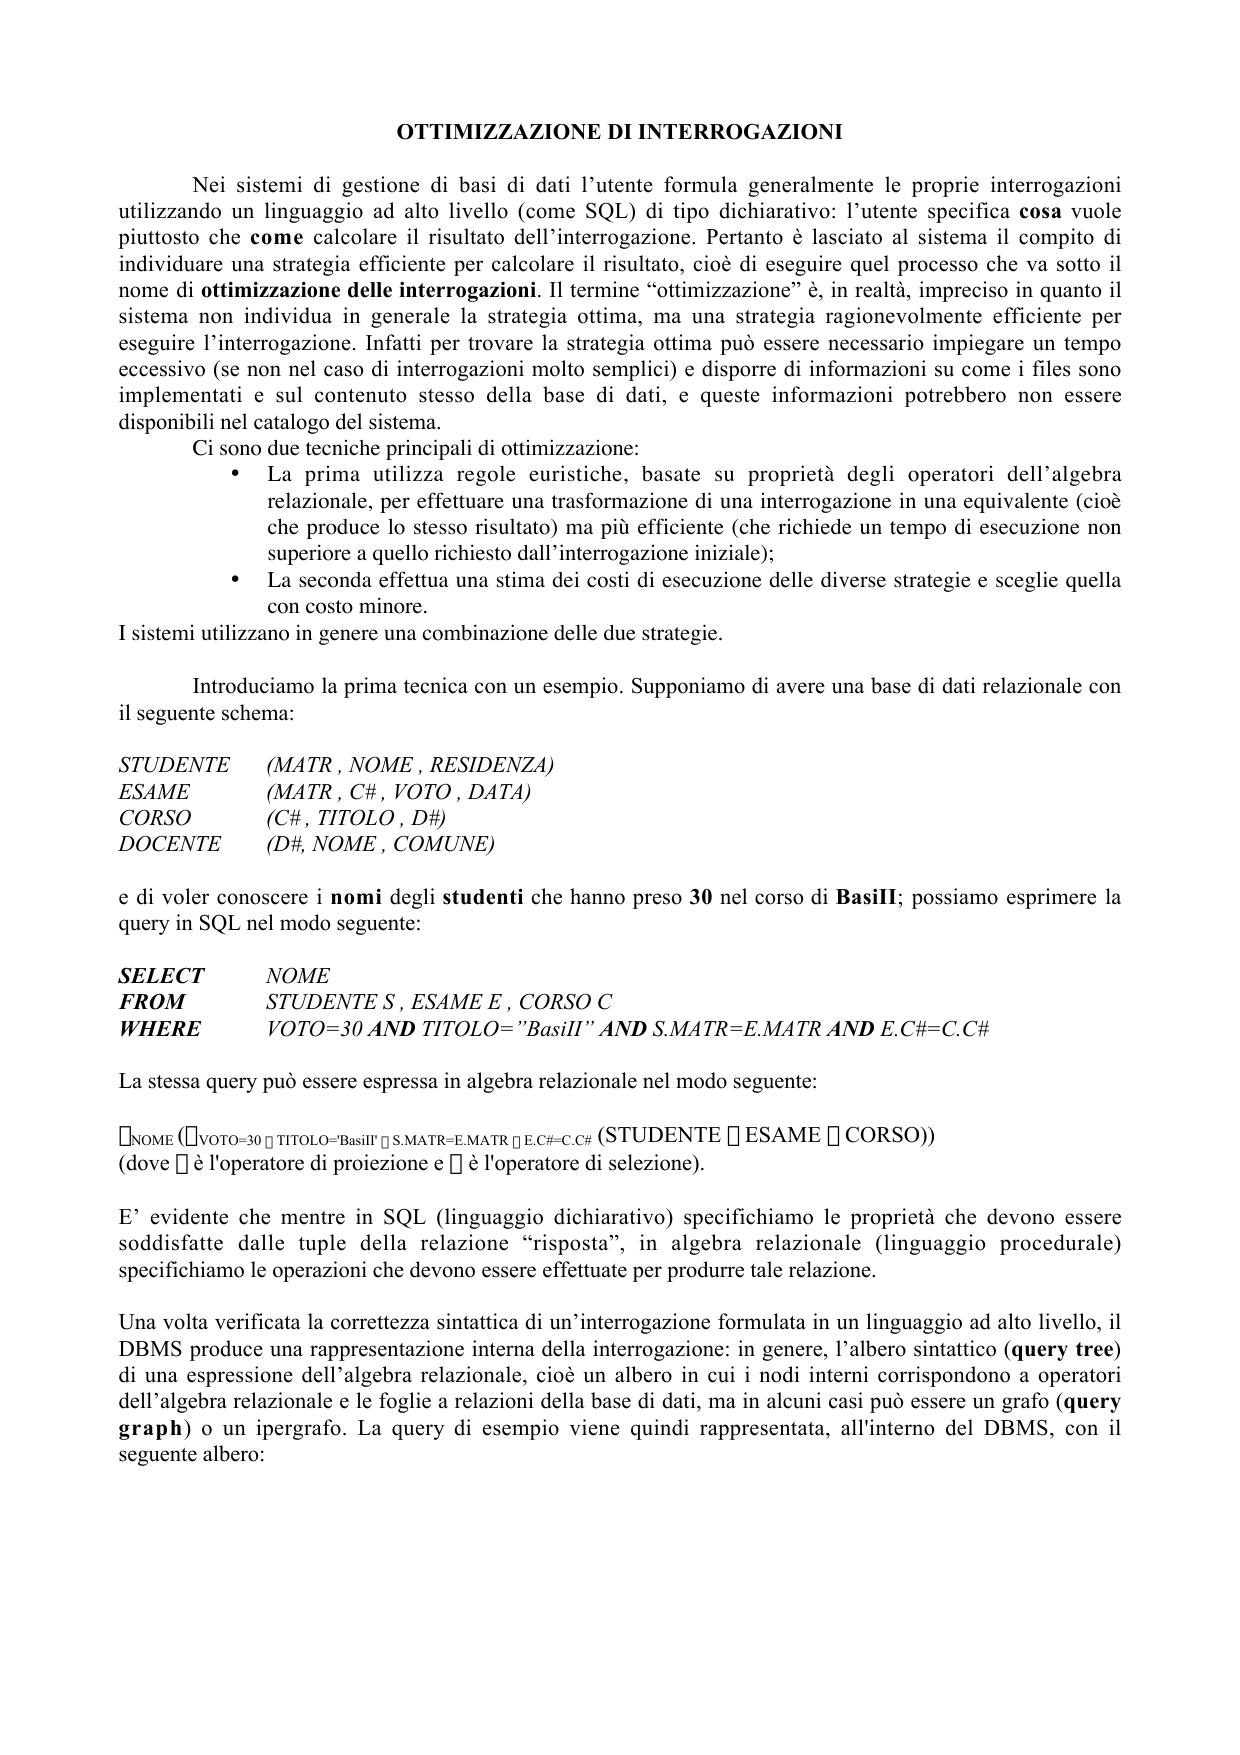 OTTIMIZZAZIONE DI INTERROGAZIONI
Nei sistemi di gestione di basi di dati l’utente formula generalmente le proprie interrogazioni
utilizzando un linguaggio ad alto livello (come SQL) di tipo dichiarativo: l’utente specifica cosa vuole
piuttosto che come calcolare il risultato dell’interrogazione. Pertanto è lasciato al sistema il compito di
individuare una strategia efficiente per calcolare il risultato, cioè di eseguire quel processo che va sotto il
nome di ottimizzazione delle interrogazioni. Il termine “ottimizzazione” è, in realtà, impreciso in quanto il
sistema non individua in generale la strategia ottima, ma una strategia ragionevolmente efficiente per
eseguire l’interrogazione. Infatti per trovare la strategia ottima può essere necessario impiegare un tempo
eccessivo (se non nel caso di interrogazioni molto semplici) e disporre di informazioni su come i files sono
implementati e sul contenuto stesso della base di dati, e queste informazioni potrebbero non essere
disponibili nel catalogo del sistema.
Ci sono due tecniche principali di ottimizzazione:
• La prima utilizza regole euristiche, basate su proprietà degli operatori dell’algebra
relazionale, per effettuare una trasformazione di una interrogazione in una equivalente (cioè
che produce lo stesso risultato) ma più efficiente (che richiede un tempo di esecuzione non
superiore a quello richiesto dall’interrogazione iniziale);
• La seconda effettua una stima dei costi di esecuzione delle diverse strategie e sceglie quella
con costo minore.
I sistemi utilizzano in genere una combinazione delle due strategie.
Introduciamo la prima tecnica con un esempio. Supponiamo di avere una base di dati relazionale con
il seguente schema:
STUDENTE (MATR , NOME , RESIDENZA)
ESAME (MATR , C# , VOTO , DATA)
CORSO (C# , TITOLO , D#)
DOCENTE (D#, NOME , COMUNE)
e di voler conoscere i nomi degli studenti che hanno preso 30 nel corso di BasiII; possiamo esprimere la
query in SQL nel modo seguente:
SELECT NOME
FROM STUDENTE S , ESAME E , CORSO C
WHERE VOTO=30 AND TITOLO=”BasiII” AND S.MATR=E.MATR AND E.C#=C.C#
La stessa query può essere espressa in algebra relazionale nel modo seguente:
▯NOME (▯VOTO=30 ▯ TITOLO='BasiII' ▯ S.MATR=E.MATR ▯ E.C#=C.C# (STUDENTE ▯ ESAME ▯ CORSO))
(dove ▯ è l'operatore di proiezione e ▯ è l'operatore di selezione).
E’ evidente che mentre in SQL (linguaggio dichiarativo) specifichiamo le proprietà che devono essere
soddisfatte dalle tuple della relazione “risposta”, in algebra relazionale (linguaggio procedurale)
specifichiamo le operazioni che devono essere effettuate per produrre tale relazione.
Una volta verificata la correttezza sintattica di un’interrogazione formulata in un linguaggio ad alto livello, il
DBMS produce una rappresentazione interna della interrogazione: in genere, l’albero sintattico (query tree)
di una espressione dell’algebra relazionale, cioè un albero in cui i nodi interni corrispondono a operatori
dell’algebra relazionale e le foglie a relazioni della base di dati, ma in alcuni casi può essere un grafo (query
graph) o un ipergrafo. La query di esempio viene quindi rappresentata, all'interno del DBMS, con il
seguente albero: